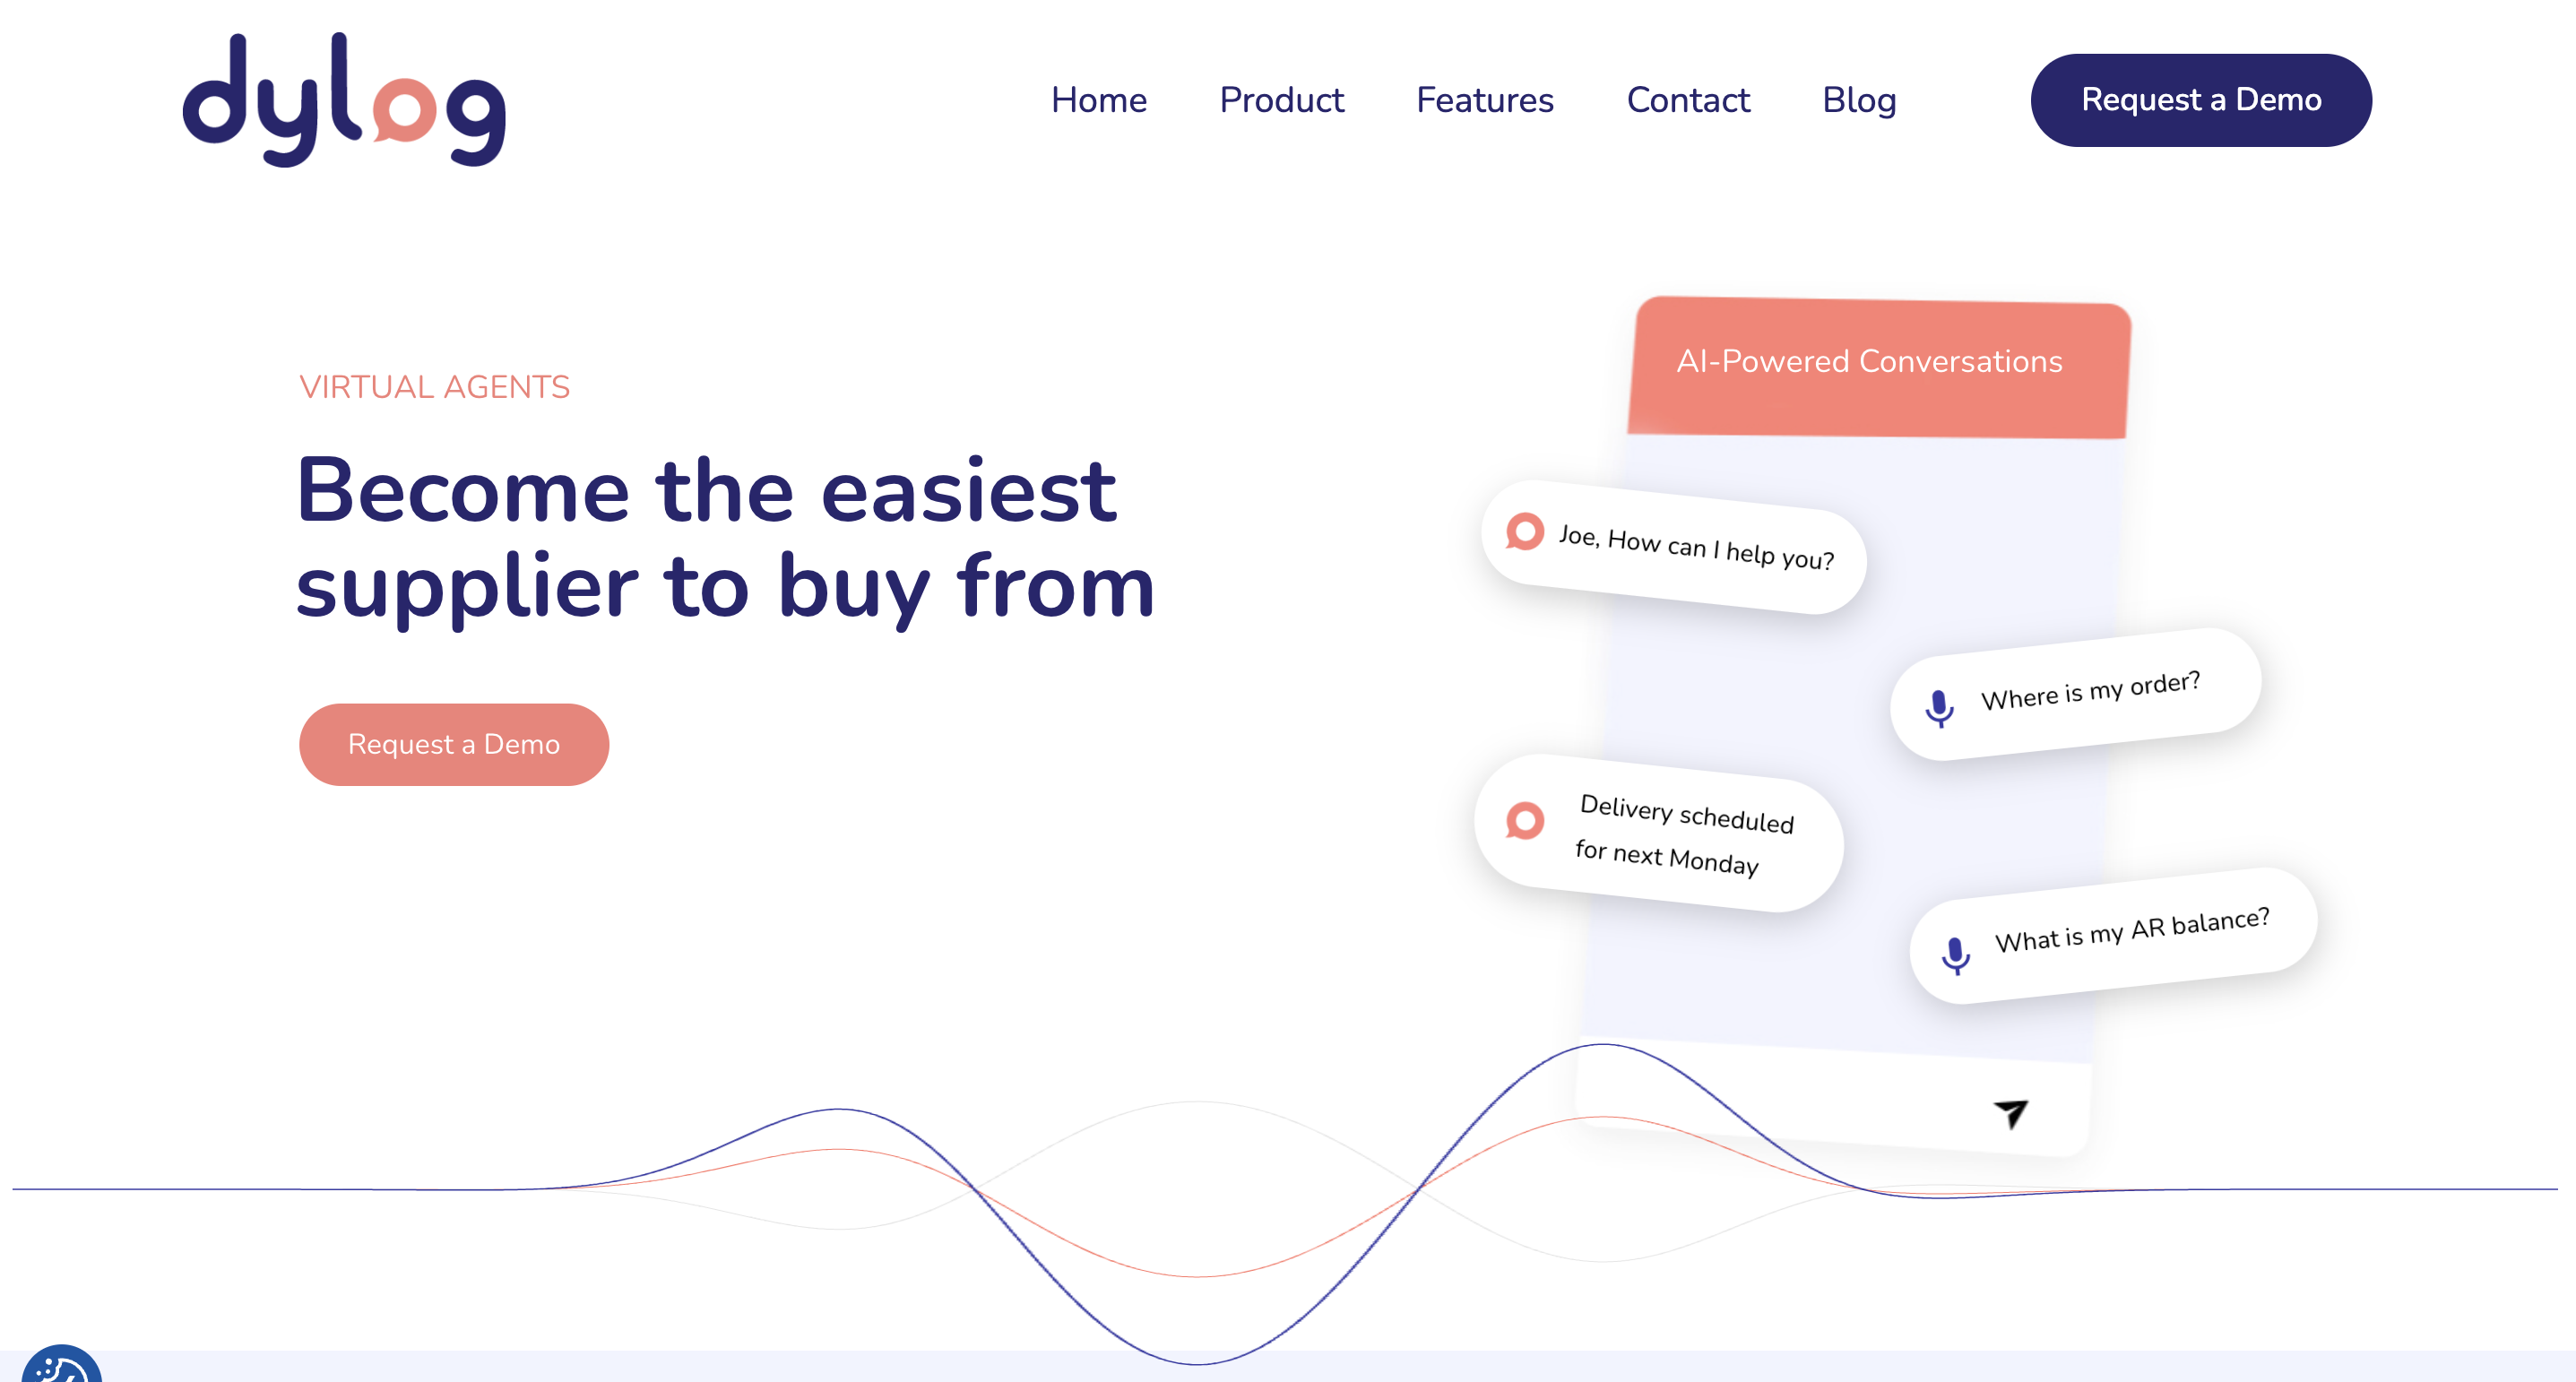 dylog
Home
Product
Features
Contact
Blog
Request a Demo
VIRTUAL AGENTS
Become the easiest
supplier to buy from
Request a Demo
AI-Powered Conversations
Joe, How can I help you?
Where is my order?
Delivery scheduled
for next Monday
What is my AR balance?